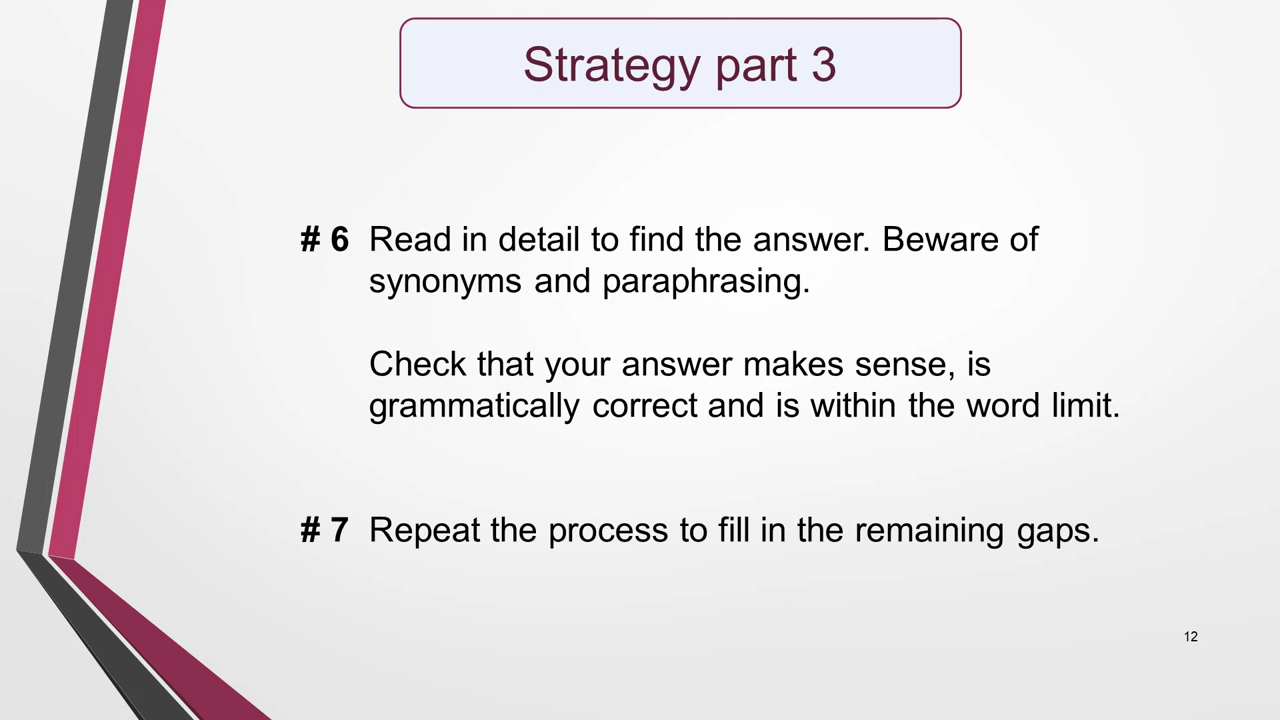 Strategy part 3
# 6 Read in detail to find the answer. Beware of
synonyms and paraphrasing.
Check that your answer makes sense, is
grammatically correct and is within the word limit.
# 7 Repeat the process to fill in the remaining gaps.
12